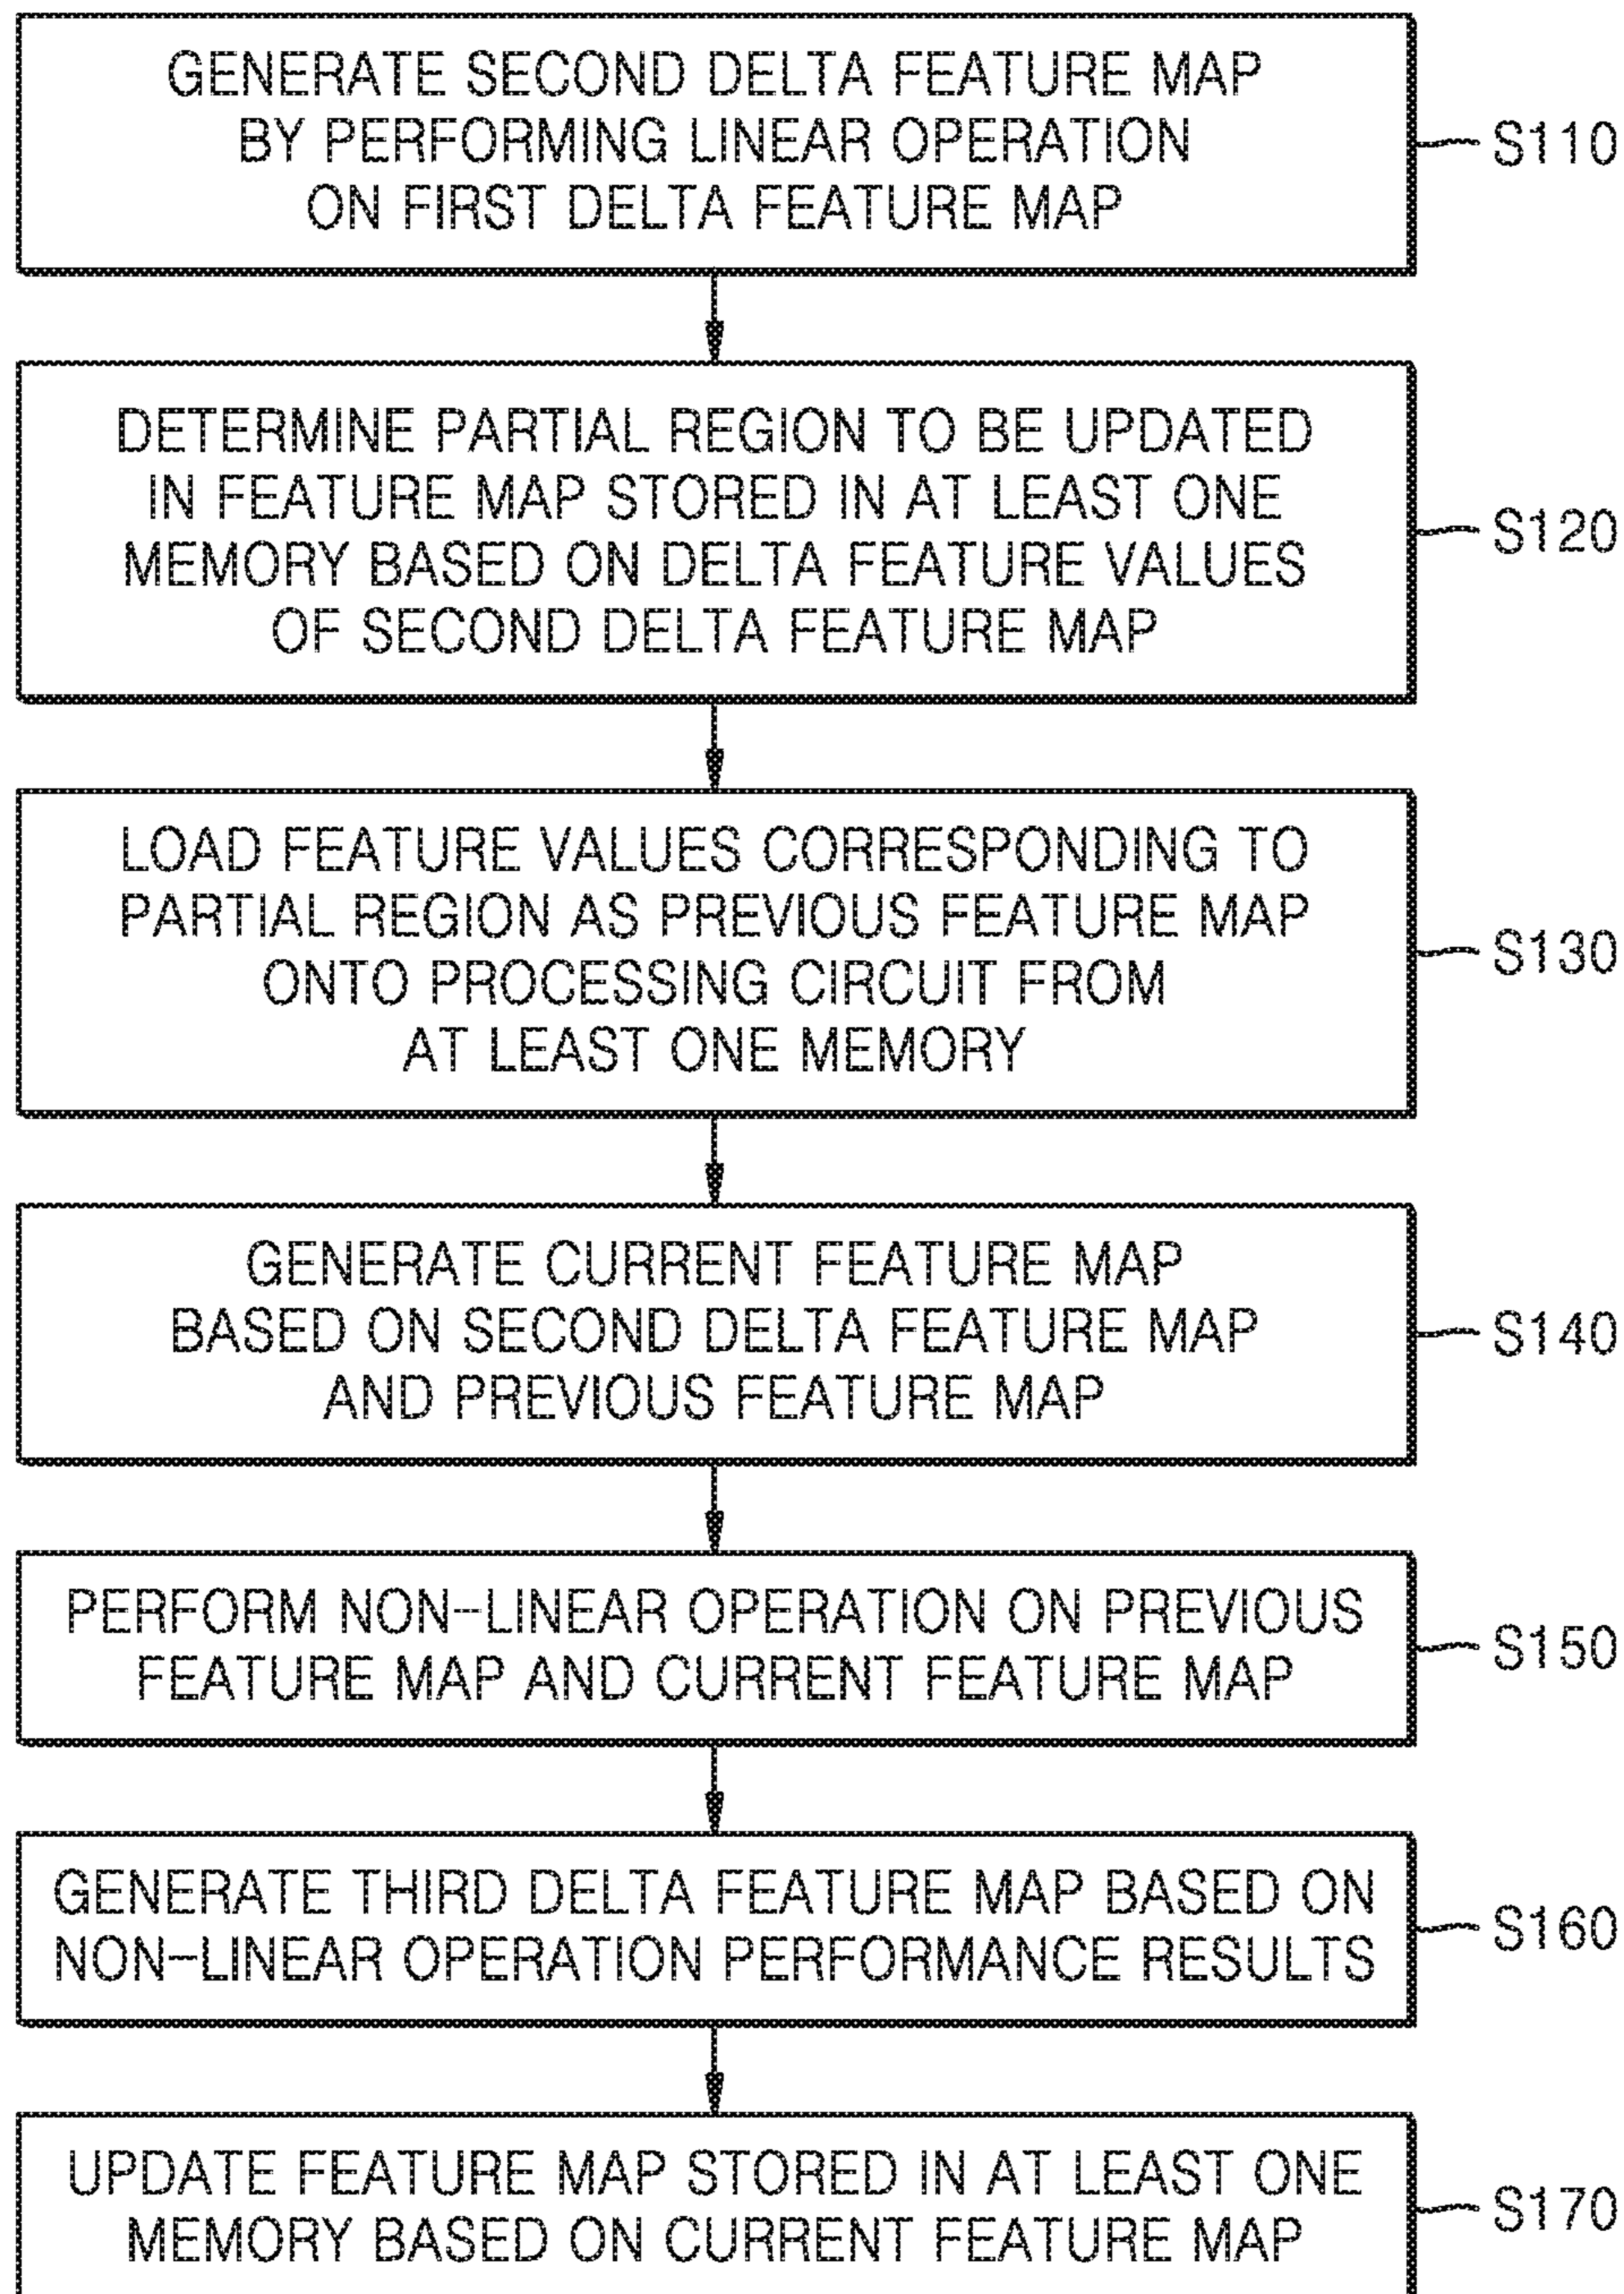 GENERATE SECOND DELTA FEATURE MAP
BY PERFORMING LINEAR OPERATION
ON FIRST DELTA FEATURE MAP
S110
DETERMINE PARTIAL REGION TO BE UPDATED
IN FEATURE MAP STORED IN AT LEAST ONE
MEMORY BASED ON DELTA FEATURE VALUES
OF SECOND DELTA FEATURE MAP
S120
LOAD FEATURE VALUES CORRESPONDING TO
PARTIAL REGION AS PREVIOUS FEATURE MAP
ONTO PROCESSING CIRCUIT FROM
AT LEAST ONE MEMORY
S130
GENERATE CURRENT FEATURE MAP
BASED ON SECOND DELTA FEATURE MAP
AND PREVIOUS FEATURE MAP
S140
PERFORM NON-LINEAR OPERATION ON PREVIOUS
FEATURE MAP AND CURRENT FEATURE MAP
S150
GENERATE THIRD DELTA FEATURE MAP BASED ON
NON-LINEAR OPERATION PERFORMANCE RESULTS
S160
UPDATE FEATURE MAP STORED IN AT LEAST ONE
MEMORY BASED ON CURRENT FEATURE MAP
S170